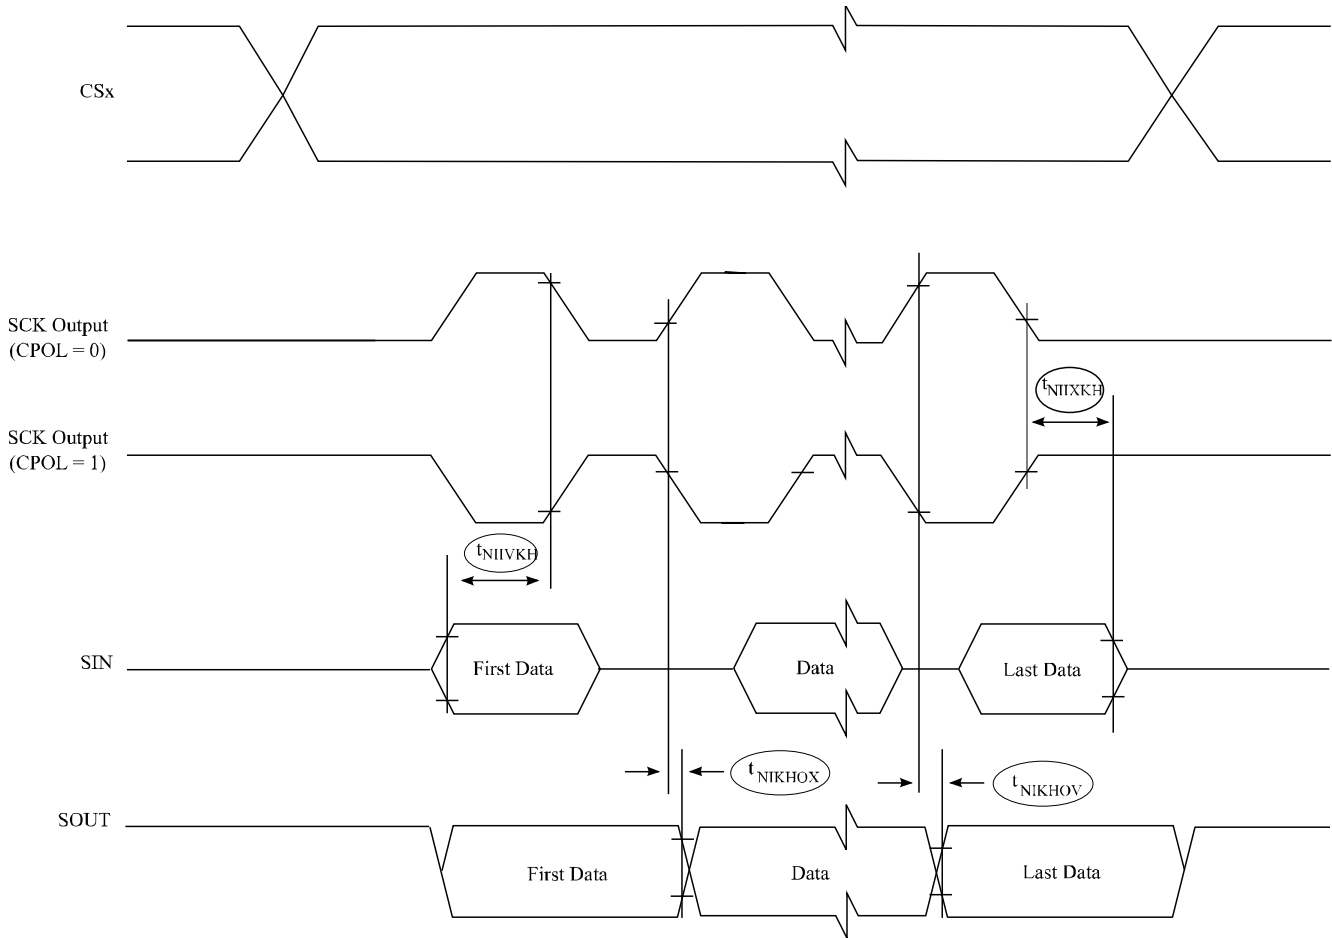 CSx
SCK Output
(CPOL = 0)
tNIIXKH
SCK Output
(CPOL = 1)
tNIIVKH
SIN
First Data
Data
Last Data
tNIKHOX
tNIKHOV
SOUT
First Data
Data
Last Data